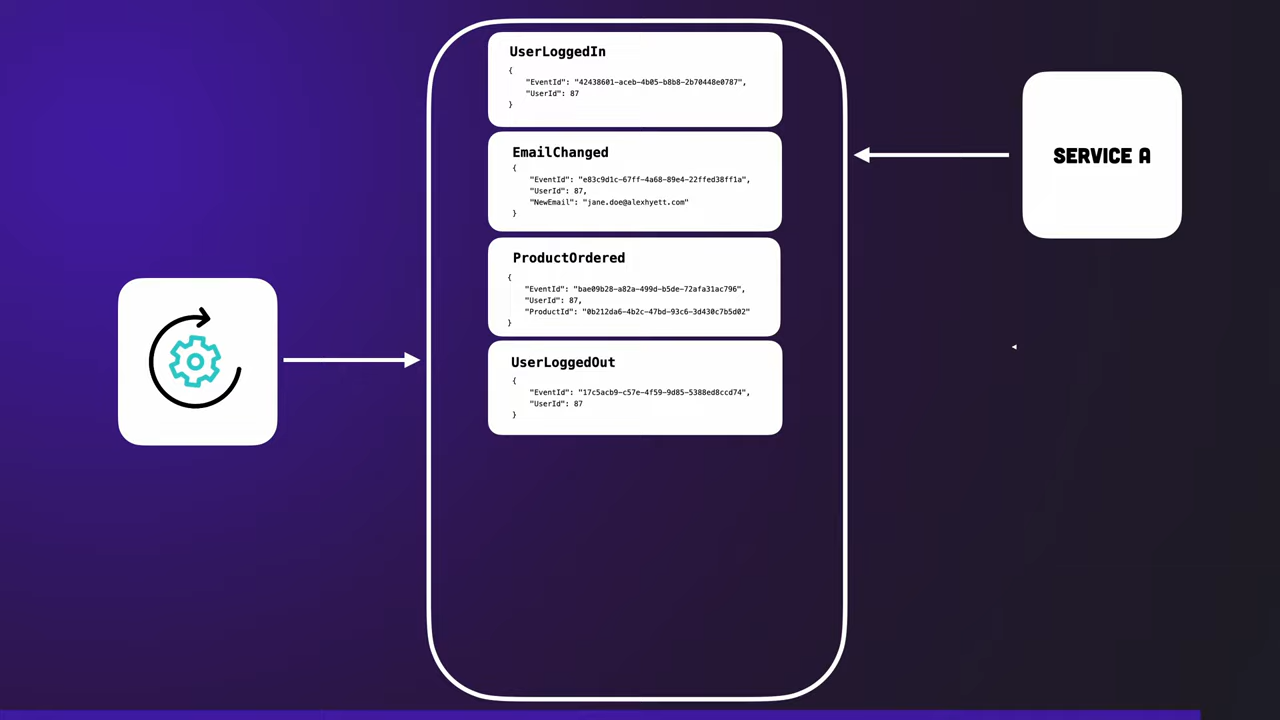 UserLoggedIn
{
"EventId": "42438601-aceb-4b05-b8b8-2b70448e0787",
"UserId": 87
}
EmailChanged
{
"EventId": "e83c9d1c-67ff-4a68-89e4-22ffed38ff1a",
"UserId": 87,
"NewEmail": "jane.doe@alexhyett.com"
}
ProductOrdered
{
"EventId": "bae09b28-a82a-499d-b5de-72afa31ac796",
"UserId": 87,
"ProductId": "0b212da6-4b2c-47bd-93c6-3d430c7b5d02"
}
UserLoggedOut
{
"EventId": "17c5acb9-c57e-4f59-9d85-5388ed8ccd74",
"UserId": 87
}
SERVICE A